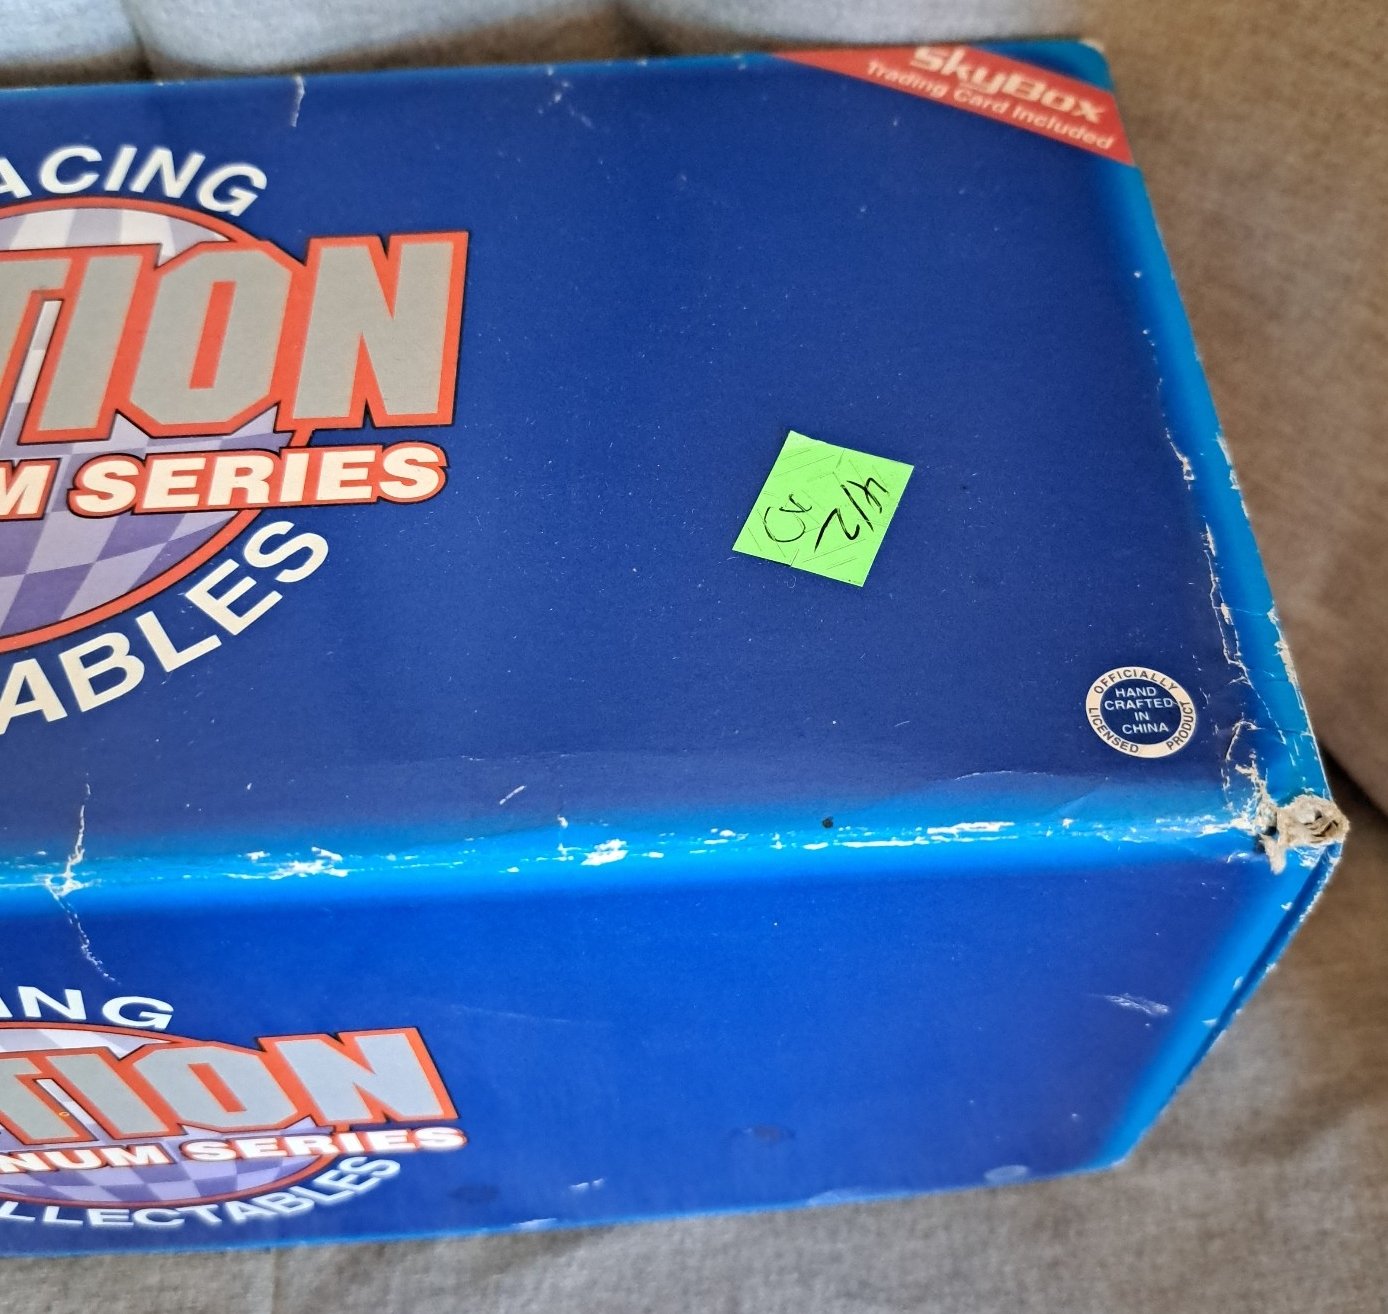 SkyBox
Trading Card Included
ACING
TION
M SERIES
ABLES
OFFICIALLY
LICENSED PRODUCT
HAND
CRAFTED
IN
CHINA
ING
TION
NUM SERIES
LLECTABLES